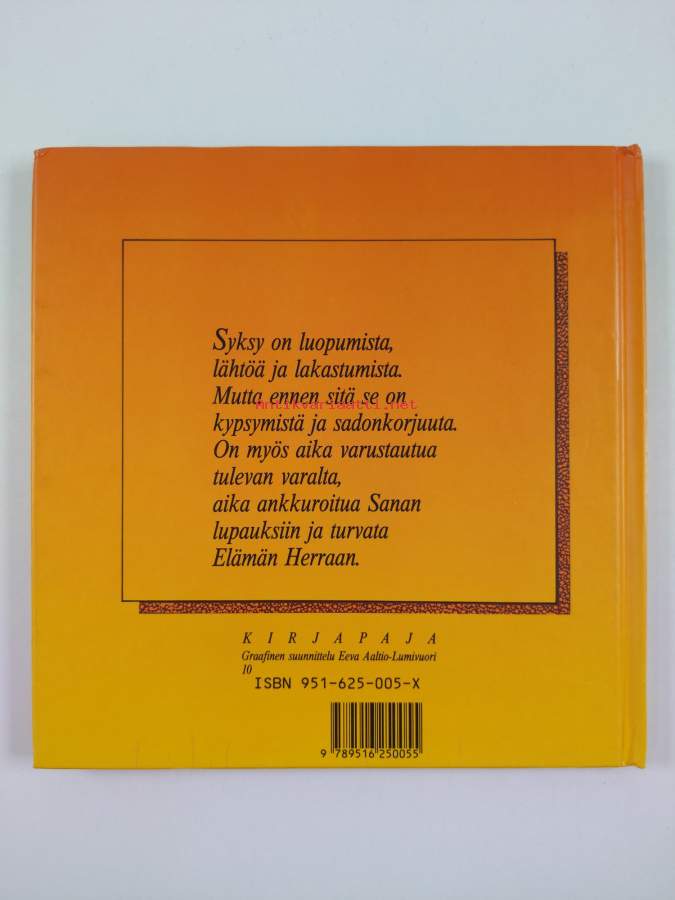 Syksy on luopumista,
lähtöä ja lakastumista.
Mutta ennen sitä se on
Antikvariaatti.net
kypsymistä ja sadonkorjuuta.
On myös aika varustautua
tulevan varalta,
aika ankkuroitua Sanan
lupauksiin ja turvata
Elämän Herraan.
KIRJAPAJA
Graafinen suunnittelu Eeva Aaltio-Lumivuori
10
ISBN 951-625-005-X
9 789516 250055